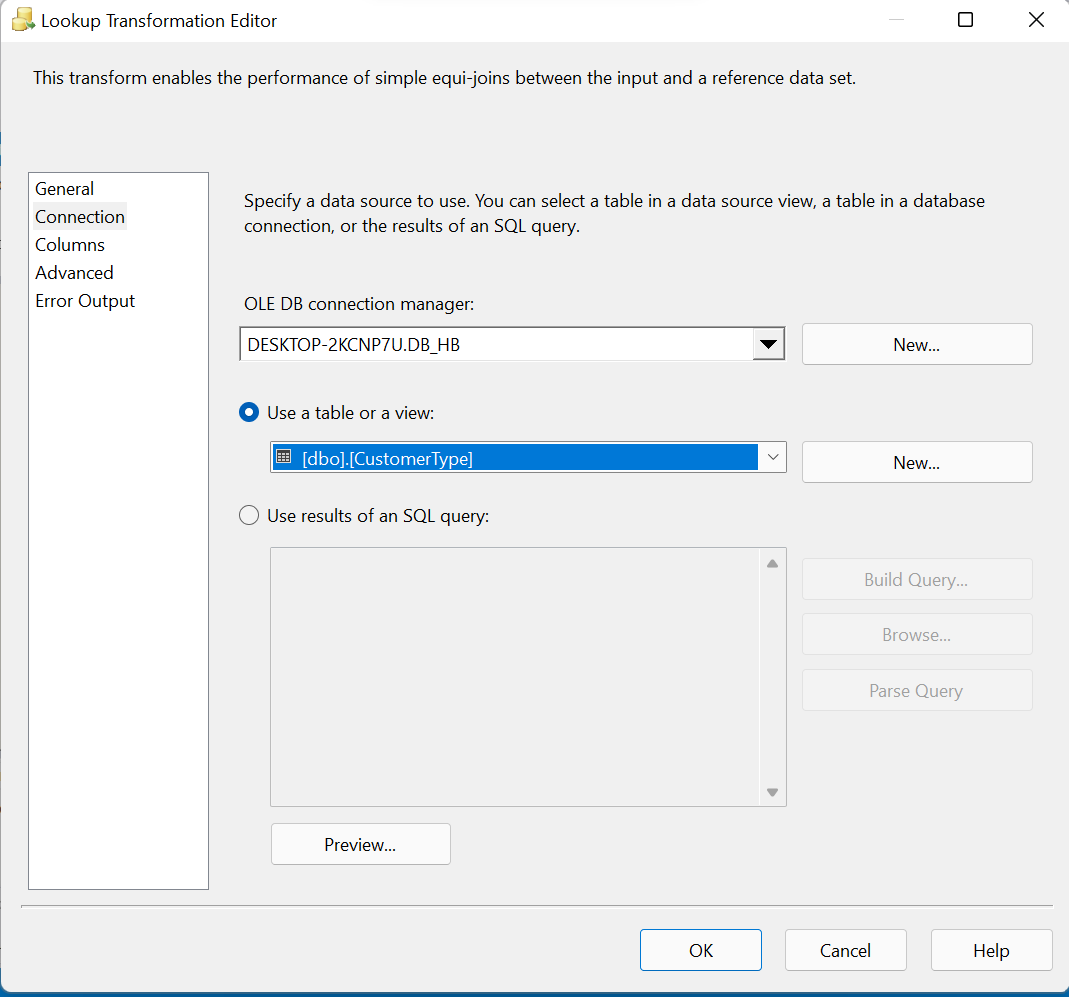 Lookup Transformation Editor
This transform enables the performance of simple equi-joins between the input and a reference data set.
General
Connection
Columns
Advanced
Error Output
Specify a data source to use. You can select a table in a data source view, a table in a database
connection, or the results of an SQL query.
OLE DB connection manager:
DESKTOP-2KCNP7U.DB_HB
New...
Use a table or a view:
[dbo].[CustomerType]
New...
Use results of an SQL query:
Build Query...
Browse...
Parse Query
Preview...
OK
Cancel
Help